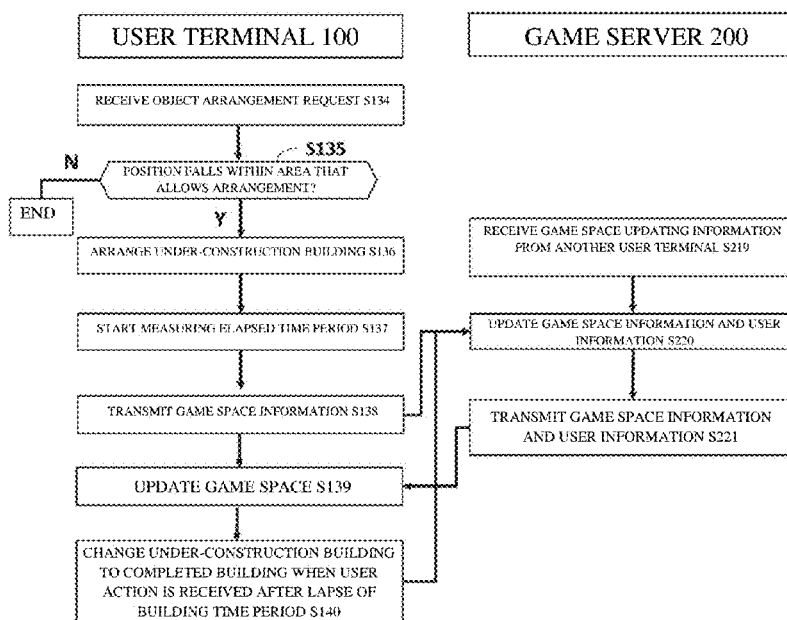 USER TERMINAL 100
GAME SERVER 200
RECEIVE OBJECT ARRANGEMENT REQUEST S134
S135
N
POSITION FALLS WITHIN AREA THAT
ALLOWS ARRANGEMENT?
END
Y
ARRANGE UNDER-CONSTRUCTION BUILDING S136
START MEASURING ELAPSED TIME PERIOD S137
TRANSMIT GAME SPACE INFORMATION S138
UPDATE GAME SPACE S139
CHANGE UNDER-CONSTRUCTION BUILDING
TO COMPLETED BUILDING WHEN USER
ACTION IS RECEIVED AFTER LAPSE OF
BUILDING TIME PERIOD S140
RECEIVE GAME SPACE UPDATING INFORMATION
FROM ANOTHER USER TERMINAL S219
UPDATE GAME SPACE INFORMATION AND USER
INFORMATION S220
TRANSMIT GAME SPACE INFORMATION
AND USER INFORMATION S221